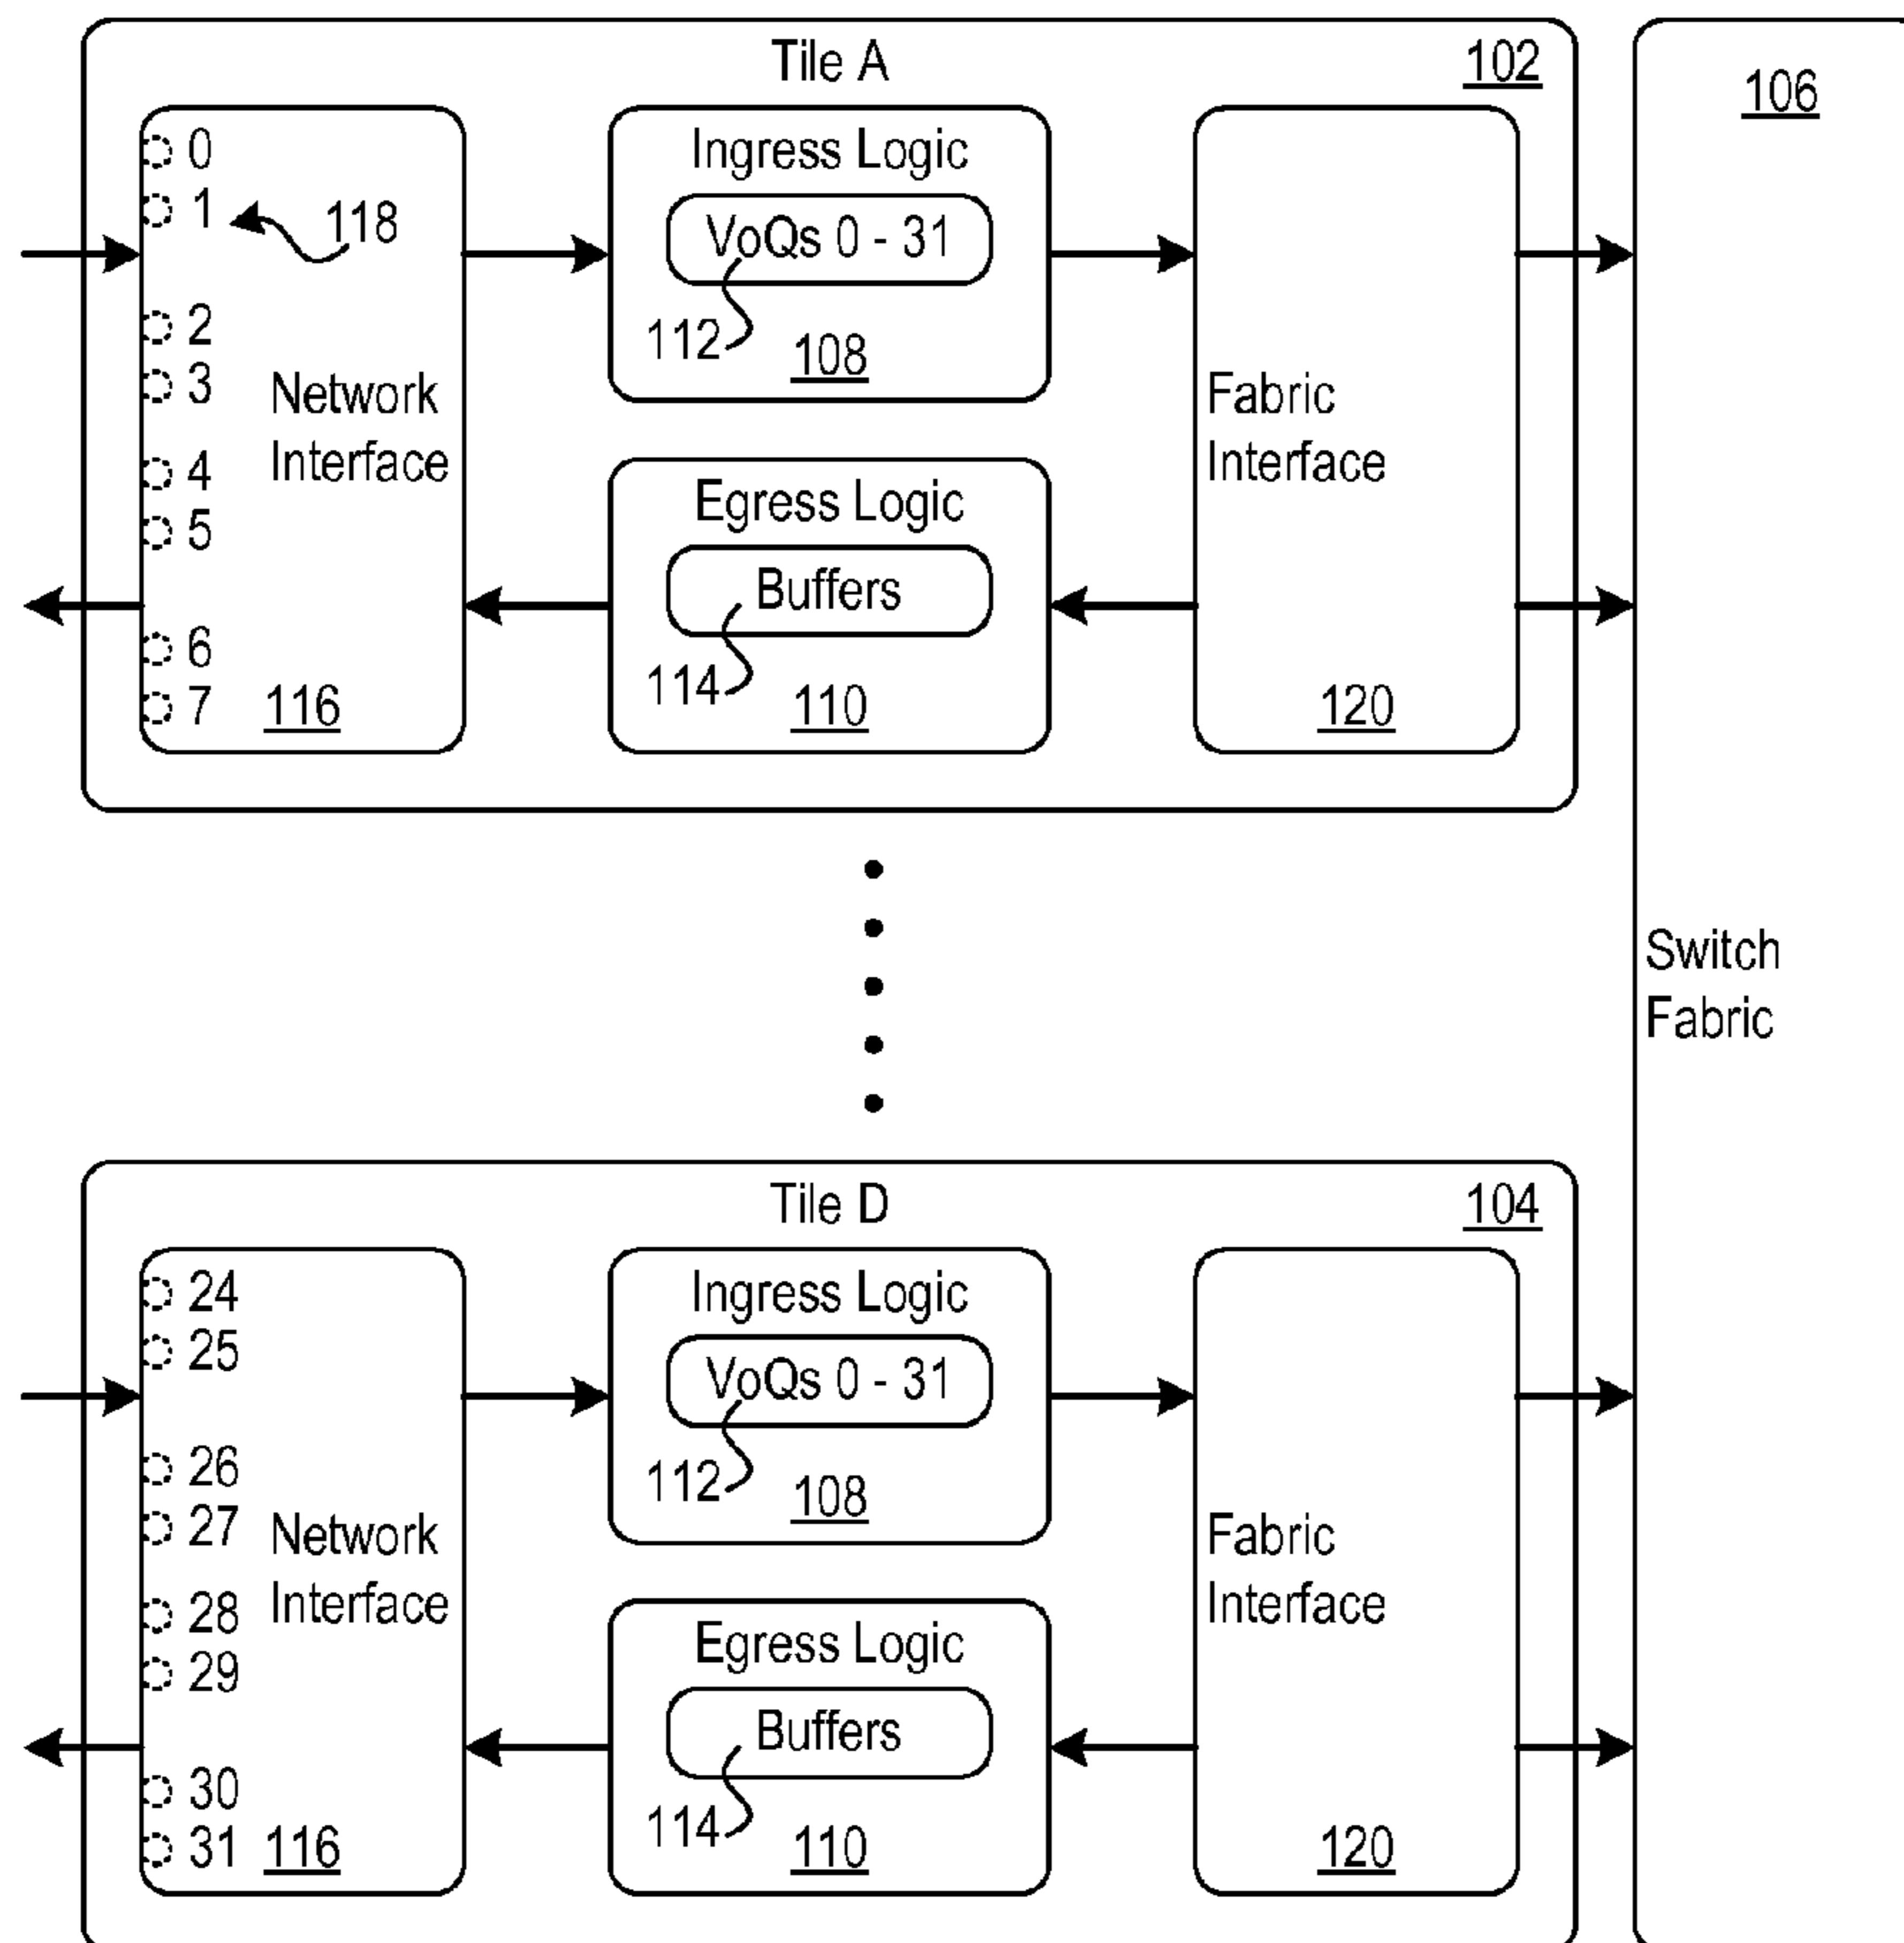 Tile A
102
106
0
1
118
2
3
4
5
6
7
Network
Interface
116
Ingress Logic
VoQs 0 - 31
112
108
Egress Logic
Buffers
114
110
Fabric
Interface
120
Switch
Fabric
Tile D
104
24
25
26
27
28
29
30
31
Network
Interface
116
Ingress Logic
VoQs 0 - 31
112
108
Egress Logic
Buffers
114
110
Fabric
Interface
120